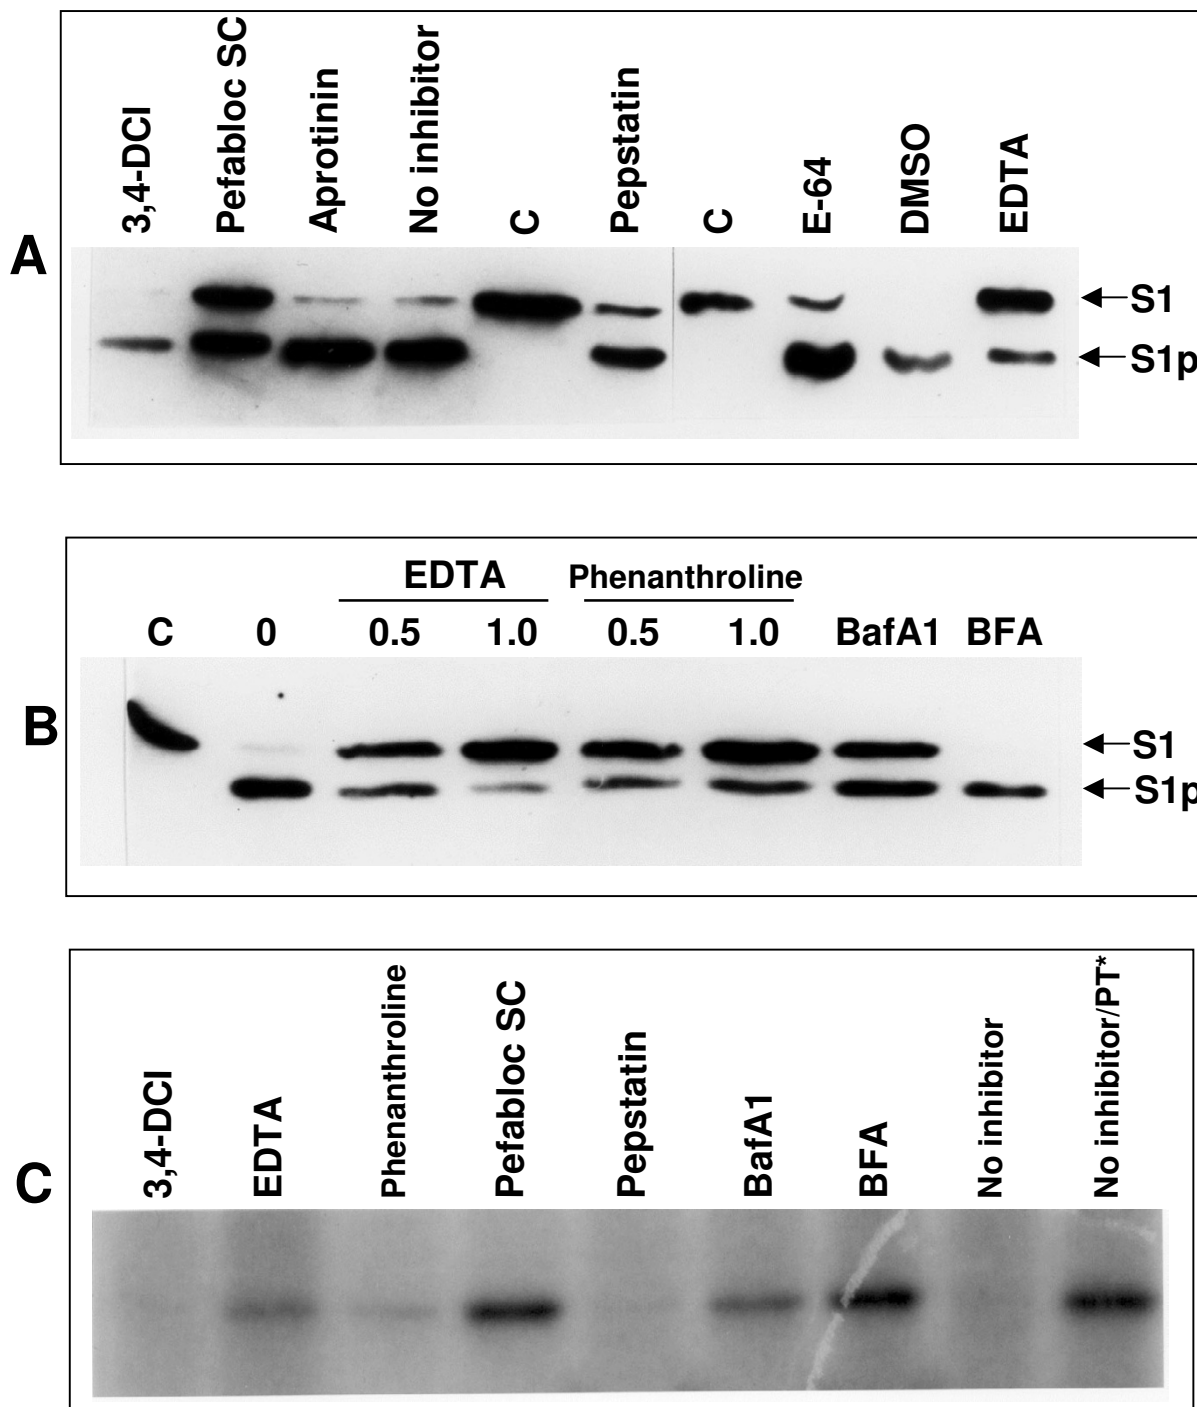 A
3,4-DCI
Pefabloc SC
Aprotinin
No inhibitor
C
Pepstatin
C
E-64
DMSO
EDTA
S1
S1p
B
EDTA Phenanthroline
C 0 0.5 1.0 0.5 1.0 BafA1 BFA
S1
S1p
C
3,4-DCI
EDTA
Phenanthroline
Pefabloc SC
Pepstatin
BafA1
BFA
No inhibitor
No inhibitor/PT*